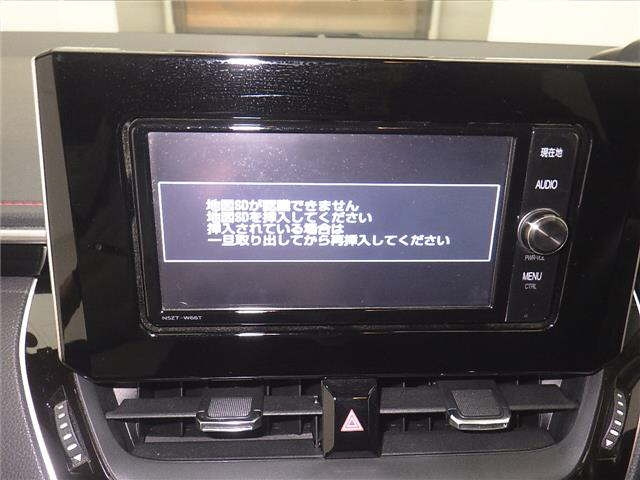 地図SDが認識できません
地図SDを挿入してください
挿入されている場合は
一旦取り出してから再挿入してください
現在地
AUDIO
PWR・VOL
MENU
CTRL
NSZT-W66T